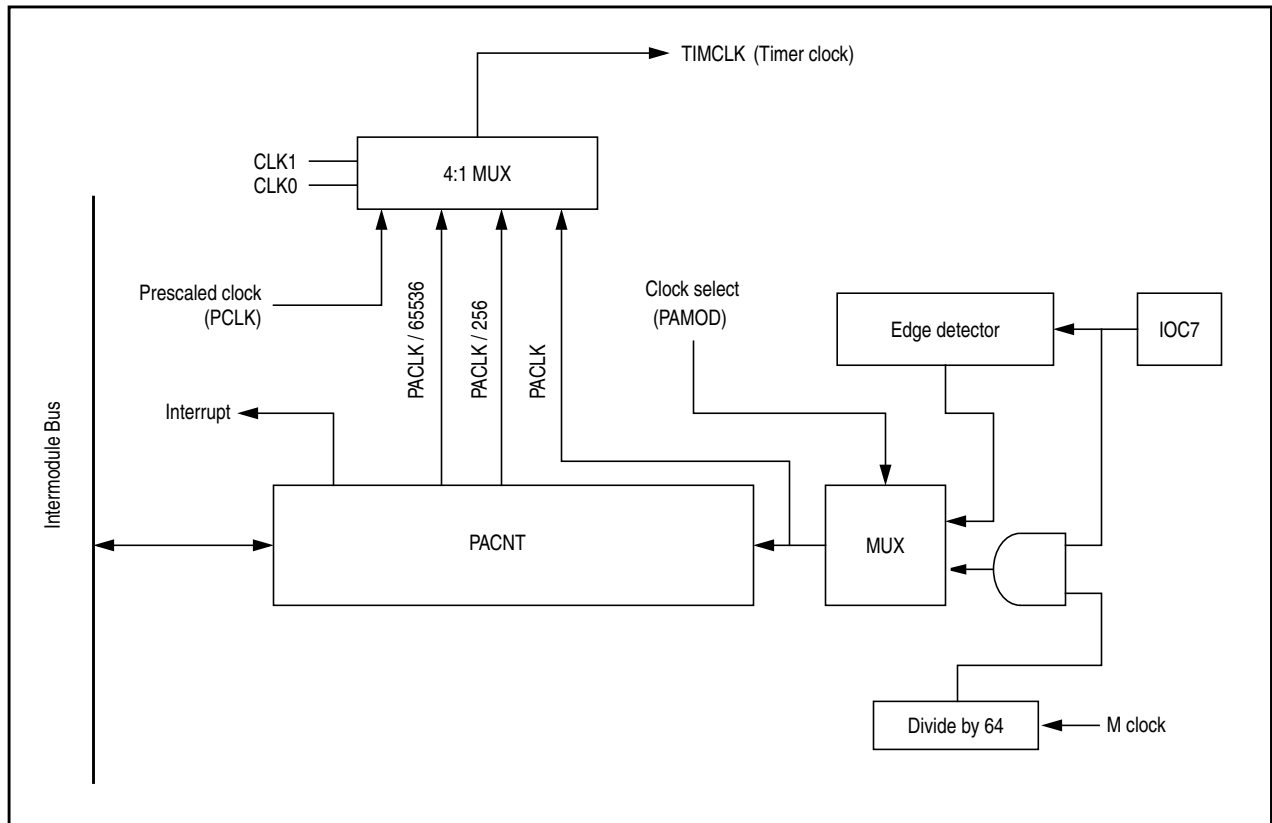 TIMCLK (Timer clock)
CLK1
CLK0
4:1 MUX
Prescaled clock
(PCLK)
PACLK / 65536
PACLK / 256
PACLK
Clock select
(PAMOD)
Edge detector
IOC7
Interrupt
Intermodule Bus
PACNT
MUX
Divide by 64
M clock